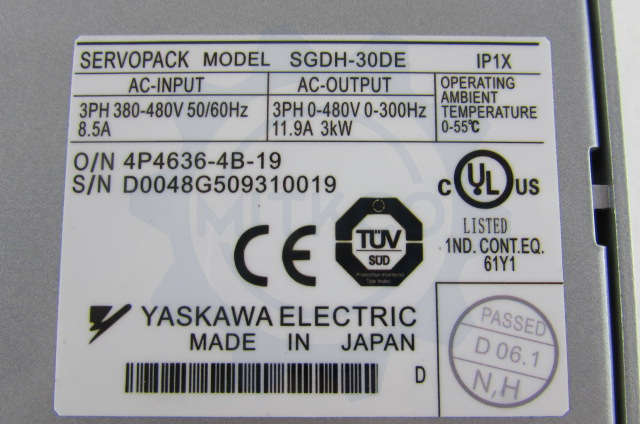 SERVOPACK MODEL SGDH-30DE IP1X
AC-INPUT AC-OUTPUT
3PH 380-480V 50/60Hz
8.5A
3PH 0-480V 0-300Hz
11.9A 3kW
OPERATING
AMBIENT
TEMPERATURE
0-55℃
O/N 4P4636-4B-19
S/N D0048G509310019
C UL US
LISTED
1ND. CONT.EQ.
61Y1
CE
TÜV
SÜD
YASKAWA ELECTRIC
MADE IN JAPAN
D
PASSED
D 06.1
N,H